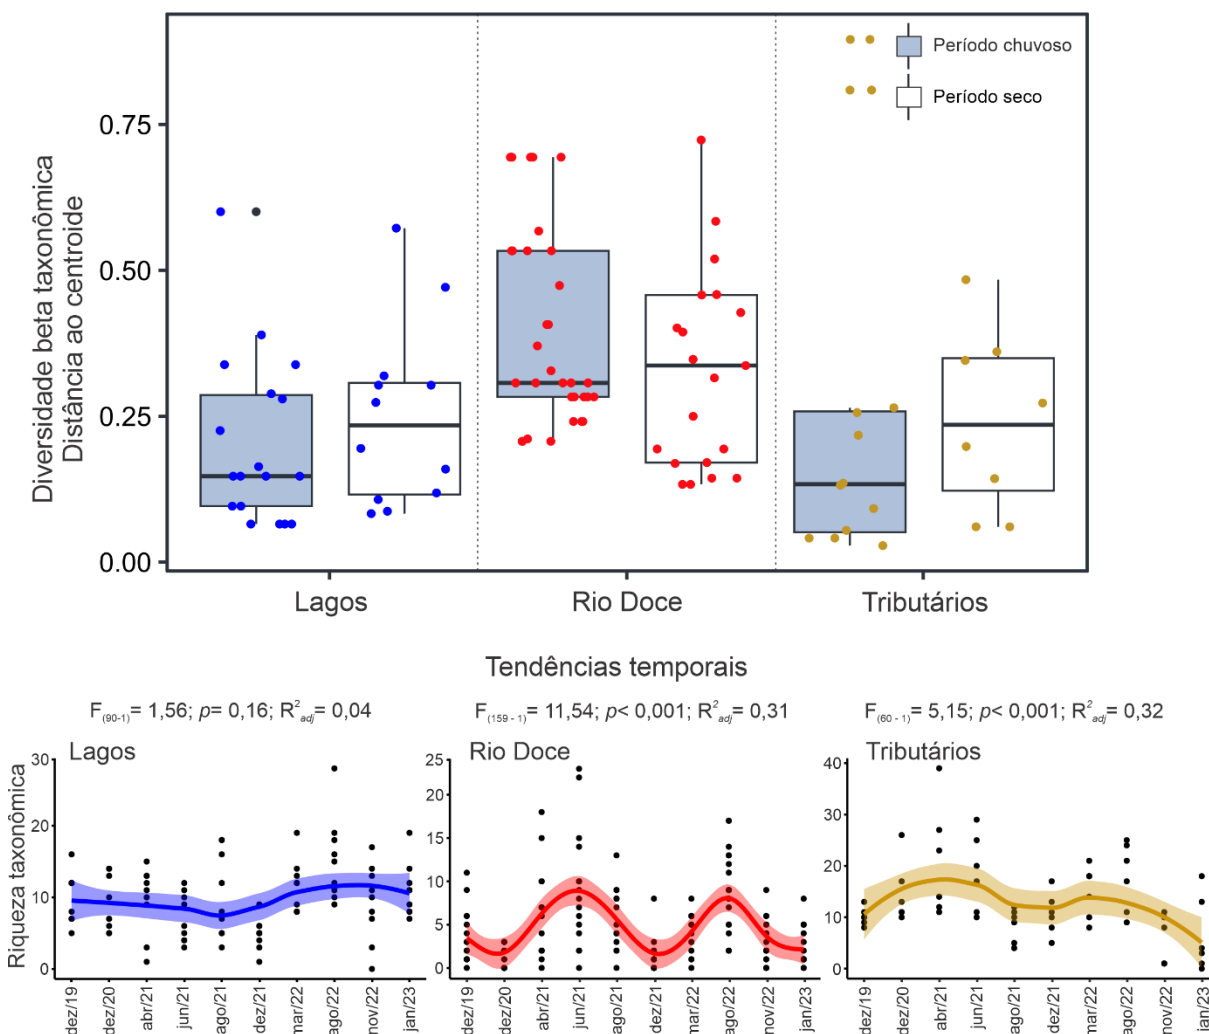 Diversidade beta taxonômica
Distância ao centroide
0.75
0.50
0.25
0.00
Período chuvoso
Período seco
Lagos
Rio Doce
Tributários
Tendências temporais
F(90-1)= 1,56; p= 0,16; R²adj= 0,04
F(159 - 1)= 11,54; p< 0,001; R²adj= 0,31
F(60 - 1)= 5,15; p< 0,001; R²adj= 0,32
Riqueza taxonômica
Lagos
30
20
10
0
dez/19
dez/20
abr/21
jun/21
ago/21
dez/21
mar/22
ago/22
nov/22
jan/23
Rio Doce
25
20
15
10
5
0
dez/19
dez/20
abr/21
jun/21
ago/21
dez/21
mar/22
ago/22
nov/22
jan/23
Tributários
40
30
20
10
0
dez/19
dez/20
abr/21
jun/21
ago/21
dez/21
mar/22
ago/22
nov/22
jan/23